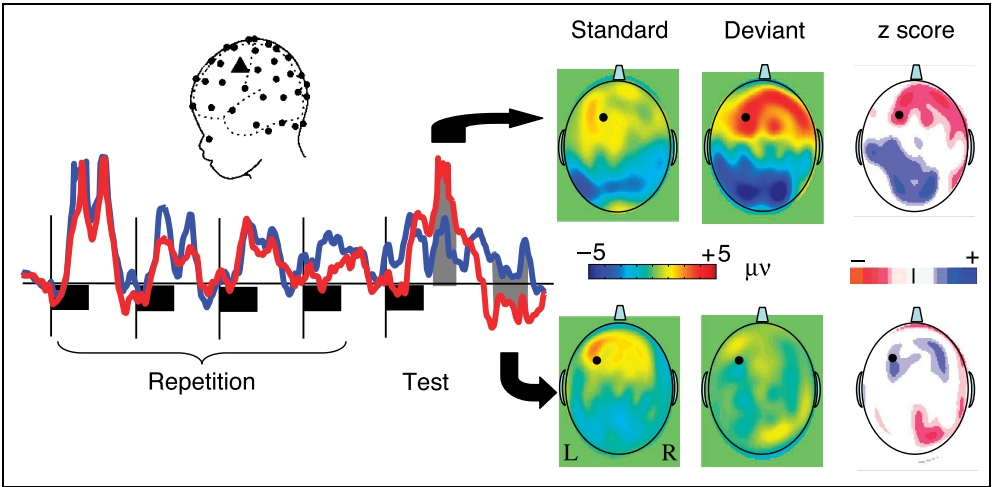 Standard Deviant z score
−5 +5 μν
− +
Repetition Test
L R